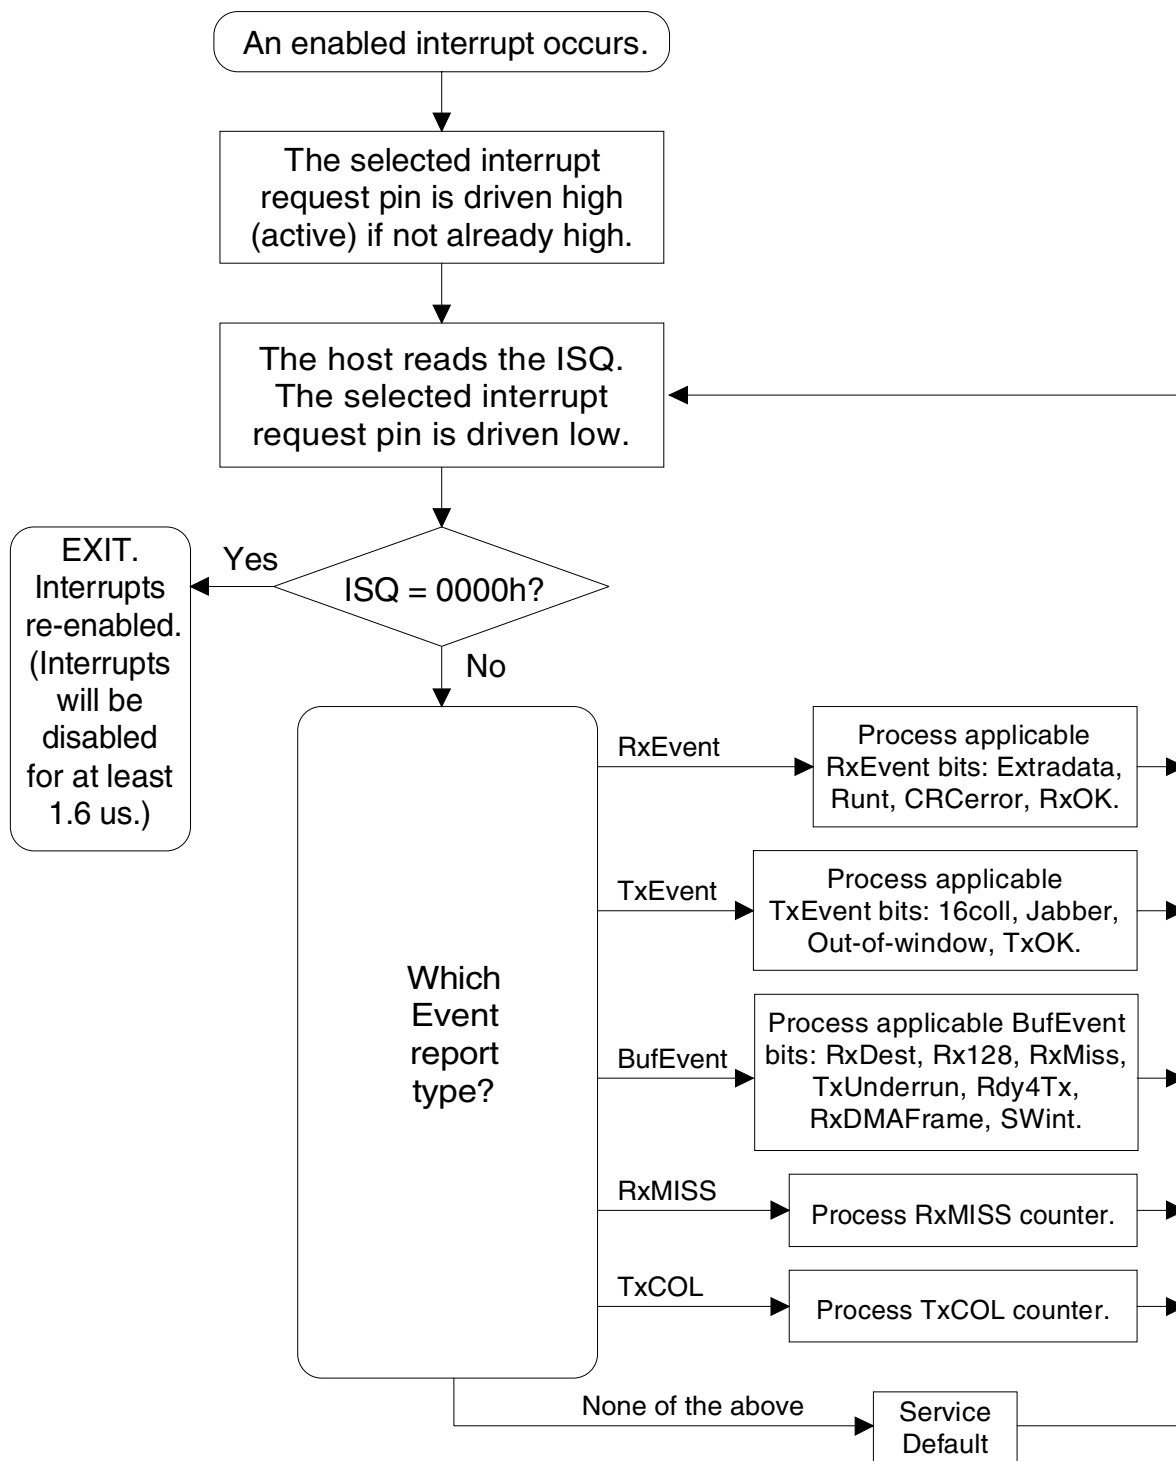 An enabled interrupt occurs.
The selected interrupt
request pin is driven high
(active) if not already high.
The host reads the ISQ.
The selected interrupt
request pin is driven low.
ISQ = 0000h?
Yes
EXIT.
Interrupts
re-enabled.
(Interrupts
will be
disabled
for at least
1.6 us.)
No
Which
Event
report
type?
RxEvent
Process applicable
RxEvent bits: Extradata,
Runt, CRCerror, RxOK.
TxEvent
Process applicable
TxEvent bits: 16coll, Jabber,
Out-of-window, TxOK.
BufEvent
Process applicable BufEvent
bits: RxDest, Rx128, RxMiss,
TxUnderrun, Rdy4Tx,
RxDMAFrame, SWint.
RxMISS
Process RxMISS counter.
TxCOL
Process TxCOL counter.
None of the above
Service
Default